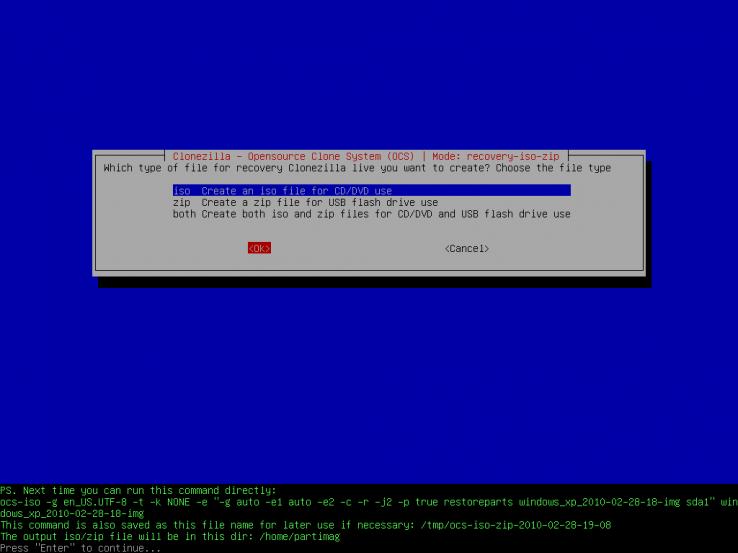 Clonezilla - Opensource Clone System (OCS) | Mode: recovery-iso-zip
Which type of file for recovery Clonezilla live you want to create? Choose the file type
iso Create an iso file for CD/DVD use
zip Create a zip file for USB flash drive use
both Create both iso and zip files for CD/DVD and USB flash drive use
<Ok> <Cancel>
PS. Next time you can run this command directly:
ocs-iso -g en_US.UTF-8 -t -k NONE -e "-g auto -e1 auto -e2 -c -r -j2 -p true restoreparts windows_xp_2010-02-28-18-img sda1" win
dows_xp_2010-02-28-18-img
This command is also saved as this file name for later use if necessary: /tmp/ocs-iso-zip-2010-02-28-19-08
The output iso/zip file will be in this dir: /home/partimag
Press "Enter" to continue...